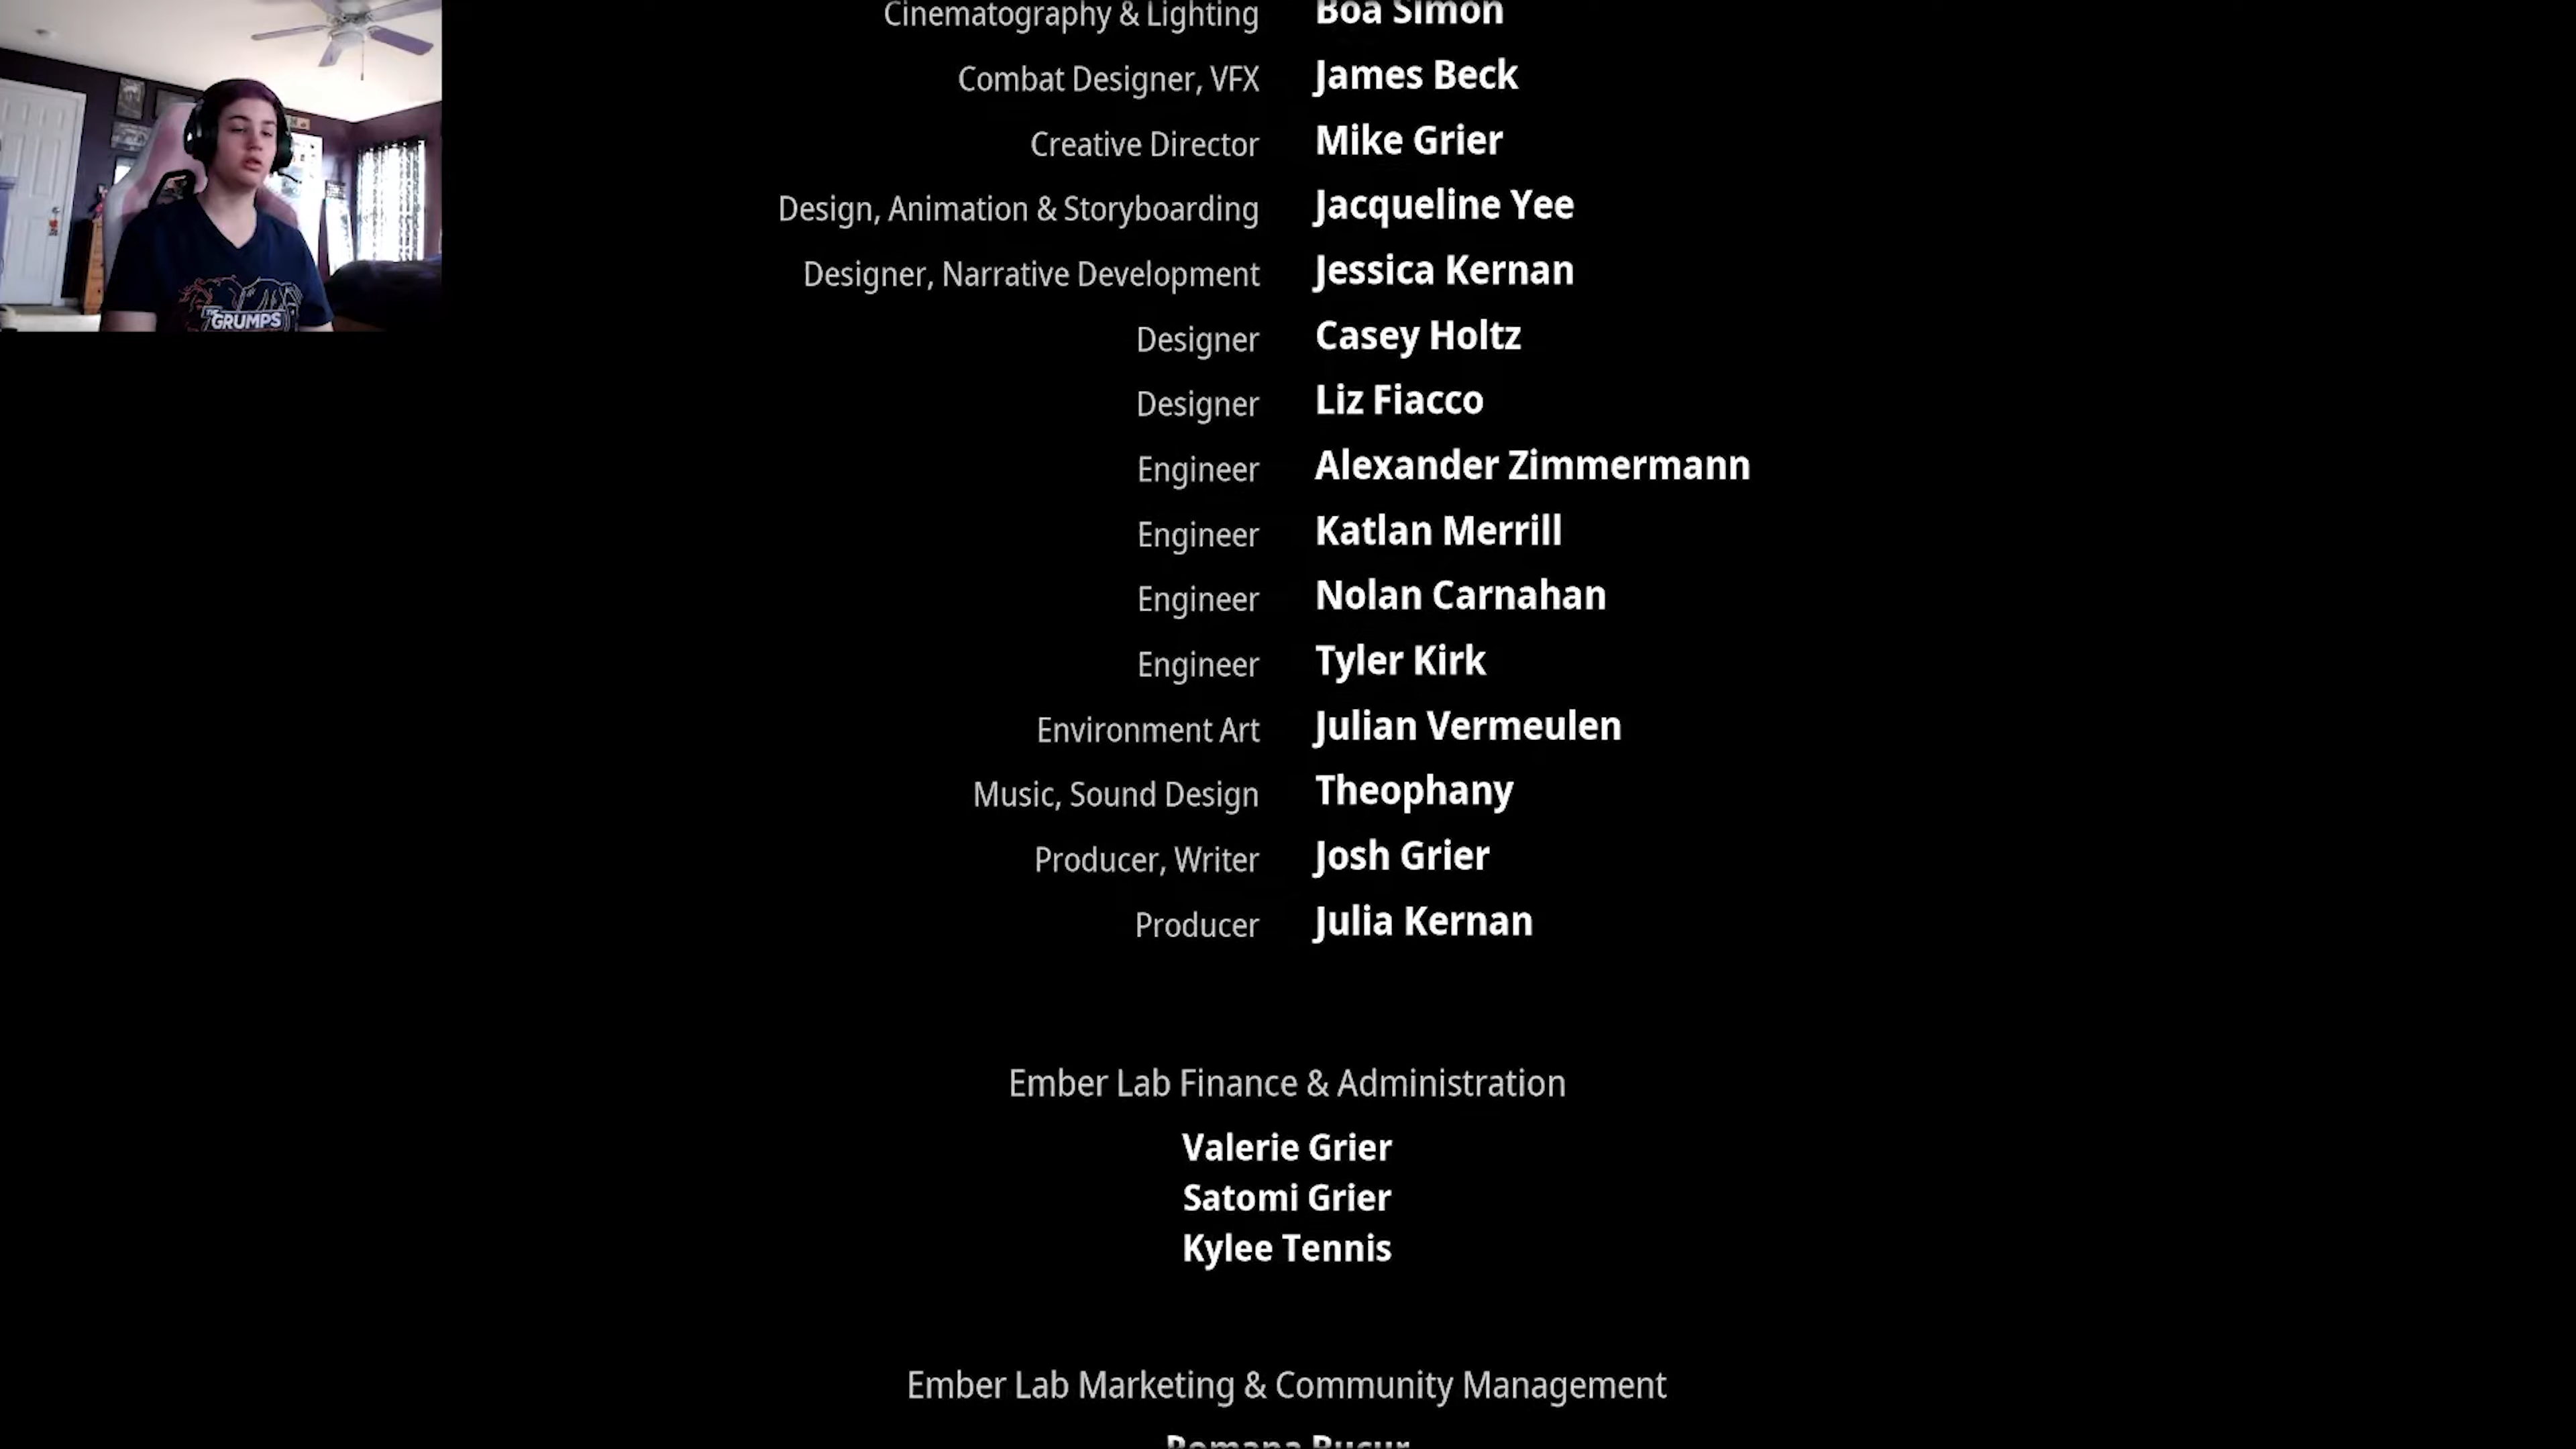 Cinematography & Lighting Boa Simon
Combat Designer, VFX James Beck
Creative Director Mike Grier
Design, Animation & Storyboarding Jacqueline Yee
Designer, Narrative Development Jessica Kernan
Designer Casey Holtz
Designer Liz Fiacco
Engineer Alexander Zimmermann
Engineer Katlan Merrill
Engineer Nolan Carnahan
Engineer Tyler Kirk
Environment Art Julian Vermeulen
Music, Sound Design Theophany
Producer, Writer Josh Grier
Producer Julia Kernan
Ember Lab Finance & Administration
Valerie Grier
Satomi Grier
Kylee Tennis
Ember Lab Marketing & Community Management
THE GRUMPS